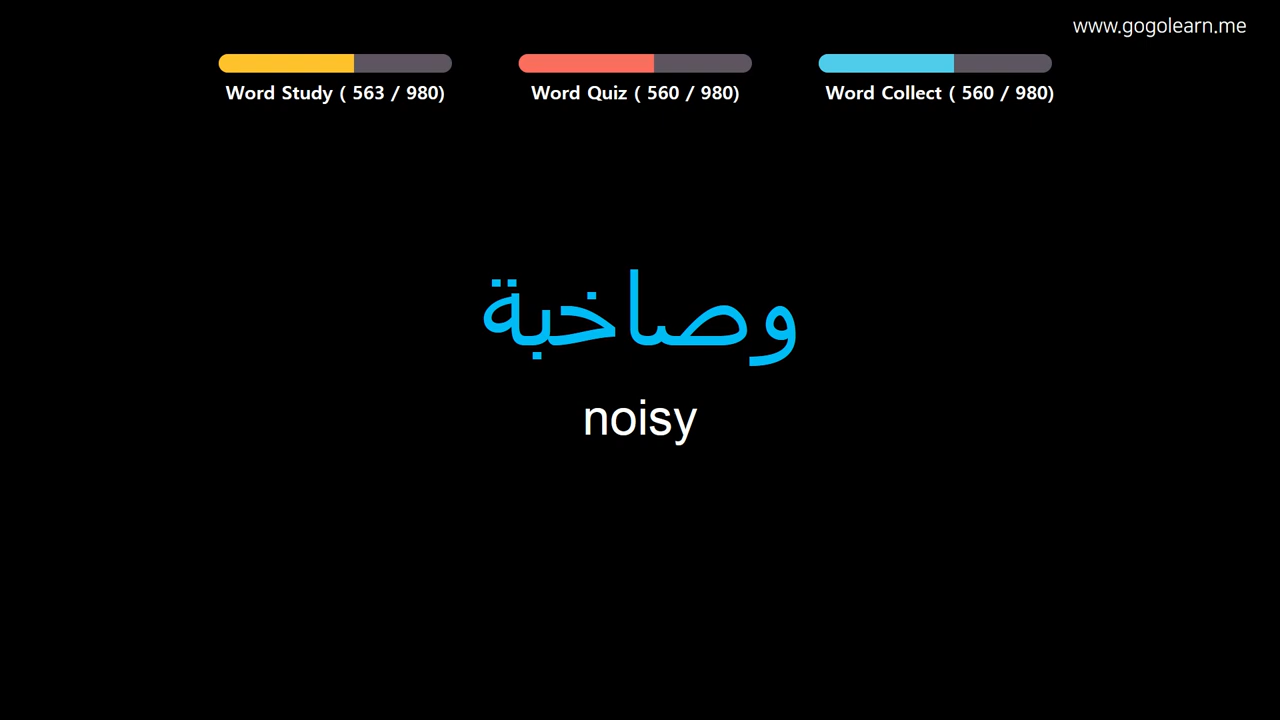 www.gogolearn.me
Word Study ( 563 / 980)
Word Quiz ( 560 / 980)
Word Collect ( 560 / 980)
وصاخبة
noisy